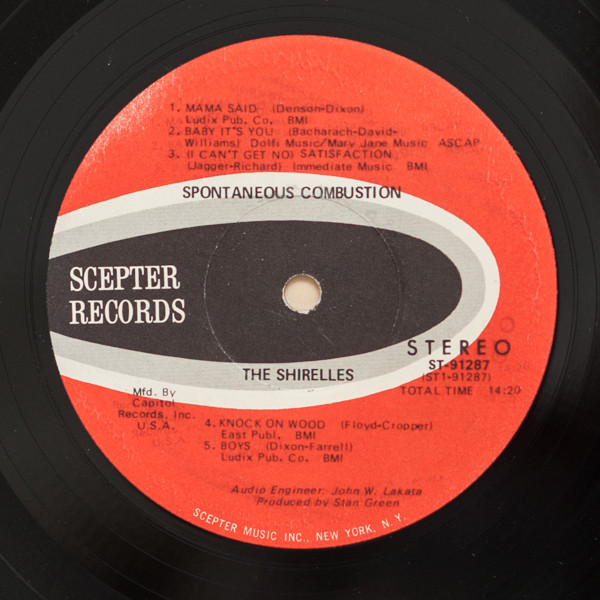 1. MAMA SAID (Denson-Dixon)
Ludix Pub. Co. BMI
2. BABY IT'S YOU (Bacharach-David-
Williams) Dolfi Music/Mary Jane Music ASCAP
3. (I CAN'T GET NO) SATISFACTION
(Jagger-Richard) Immediate Music BMI
SPONTANEOUS COMBUSTION
SCEPTER
RECORDS
STEREO
ST-91287
(ST1-91287)
TOTAL TIME 14:20
THE SHIRELLES
Mfd. By
Capitol
Records, Inc.
U.S.A.
4. KNOCK ON WOOD (Floyd-Cropper)
East Publ. BMI
5. BOYS (Dixon-Farrell)
Ludix Pub. Co. BMI
Audio Engineer: John W. Lakata
Produced by Stan Green
SCEPTER MUSIC INC., NEW YORK, N.Y.